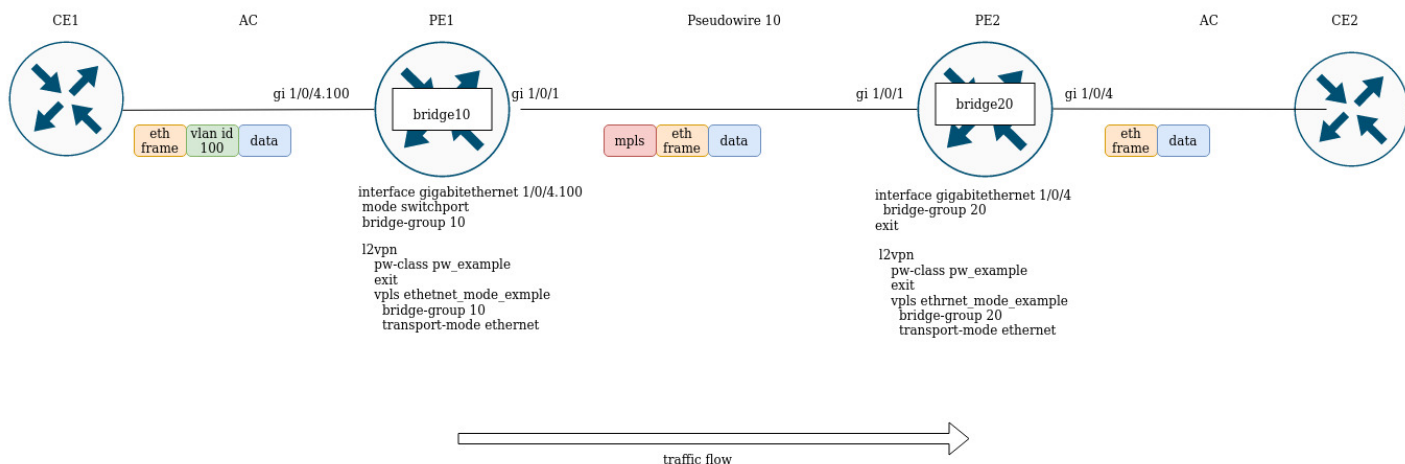 CE1
AC
PE1
Pseudowire 10
PE2
AC
CE2
gi 1/0/4.100
bridge10
gi 1/0/1
gi 1/0/1
bridge20
gi 1/0/4
eth
frame
vlan id
100
data
mpls
eth
frame
data
eth
frame
data
interface gigabitethernet 1/0/4.100
mode switchport
bridge-group 10
l2vpn
pw-class pw_example
exit
vpls ethetnet_mode_exmple
bridge-group 10
transport-mode ethernet
interface gigabitethernet 1/0/4
bridge-group 20
exit
l2vpn
pw-class pw_example
exit
vpls ethrnet_mode_example
bridge-group 20
transport-mode ethernet
traffic flow